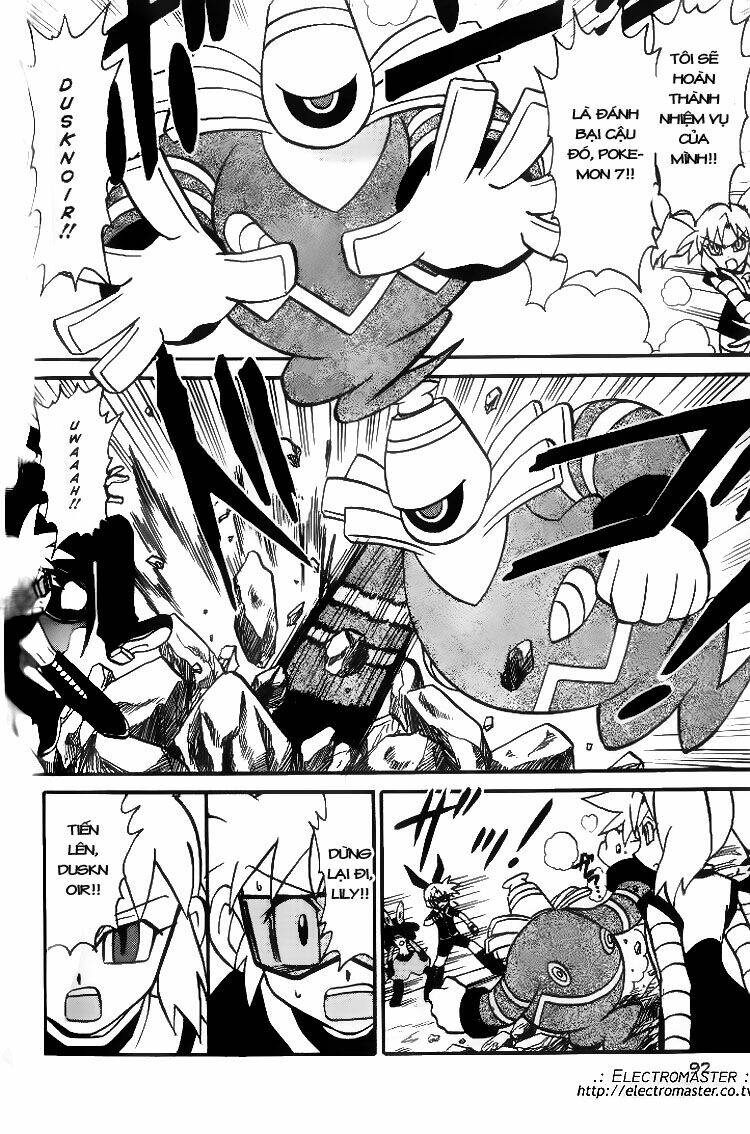 TÔI SẼ
HOÀN
THÀNH
NHIỆM VỤ
CỦA
MÌNH!!
LÀ ĐÁNH
BẠI CẬU
ĐÓ, POKE-
MON 7!!
DUSKNOIR!!
UWAAAH!!
DỪNG
LẠI ĐI,
LILY!!
TIẾN
LÊN,
DUSKN
OIR!!
92
.: ELECTROMASTER :
http://electromaster.co.tv